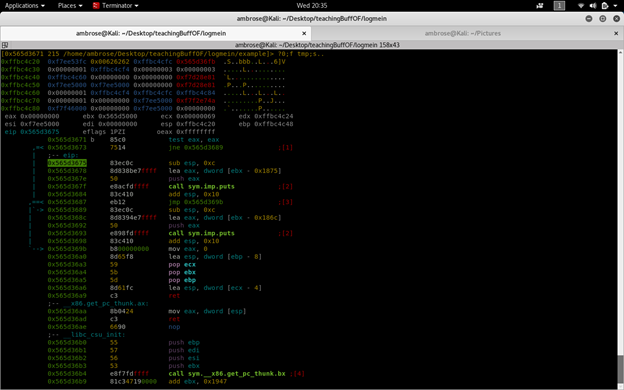 Applications Places Terminator Wed 20:35 1
ambrose@Kali: ~/Desktop/teachingBuffOF/logmein
ambrose@Kali: ~/Desktop/teachingBuffOF/logmein ambrose@Kali: ~/Pictures
ambrose@Kali: ~/Desktop/teachingBuffOF/logmein 158x43
[0x565d3671 215 /home/ambrose/Desktop/teachingBuffOF/logmein/example]> ?0;f tmp;s..
0xffbc4c20 0xf7ee53fc 0x00626262 0xffbc4cfc
0xffbc4c30 0x00000001 0xffbc4cf4 0x00000003 0x00000000
0xffbc4c40 0xffbc4c60 0x00000000 0x00000000
0xffbc4c50 0xf7ee5000 0xf7ee5000 0x00000000
0xffbc4c60 0x00000001 0xffbc4cf4 0xffbc4cfc 0xffbc4c84
0xffbc4c70 0x00000001 0x00000000 0xf7ee5000
0xffbc4c80 0xf7f46000 0x00000000 0xf7ee5000 0x00000000
eax 0x00000001 ebx 0x565d5000 ecx 0x00000069 edx 0xffbc4c24
esi 0xf7ee5000 edi 0x00000000 esp 0xffbc4c20 ebp 0xffbc4c48
eip 0x565d3675 eflags 1PZI oeax 0xffffffff
0x565d3671 b 85c0 test eax, eax
0x565d3673 7514 jne 0x565d3689 ;[1]
;-- eip:
0x565d3675 83ec0c sub esp, 0xc
0x565d3678 8d838be7ffff lea eax, dword [ebx - 0x1875]
0x565d367e 50 push eax
0x565d367f e8acfdffff call sym.imp.puts ;[2]
0x565d3684 83c410 add esp, 0x10
0x565d3687 eb12 jmp 0x565d369b ;[3]
0x565d3689 83ec0c sub esp, 0xc
0x565d368c 8d8394e7ffff lea eax, dword [ebx - 0x186c]
0x565d3692 50 push eax
0x565d3693 e898fdffff call sym.imp.puts ;[2]
0x565d3698 83c410 add esp, 0x10
0x565d369b b800000000 mov eax, 0
0x565d36a0 8d65f8 lea esp, dword [ebp - 8]
0x565d36a3 59 pop ecx
0x565d36a4 5b pop ebx
0x565d36a5 5d pop ebp
0x565d36a6 8d61fc lea esp, dword [ecx - 4]
0x565d36a9 c3 ret
;-- __x86.get_pc_thunk.ax:
0x565d36aa 8b0424 mov eax, dword [esp]
0x565d36ad c3 ret
0x565d36ae 6690 nop
;-- __libc_csu_init:
0x565d36b0 55 push ebp
0x565d36b1 57 push edi
0x565d36b2 56 push esi
0x565d36b3 53 push ebx
0x565d36b4 e8f7fdffff call sym.__x86.get_pc_thunk.bx ;[4]
0x565d36b9 81c347190000 add ebx, 0x1947